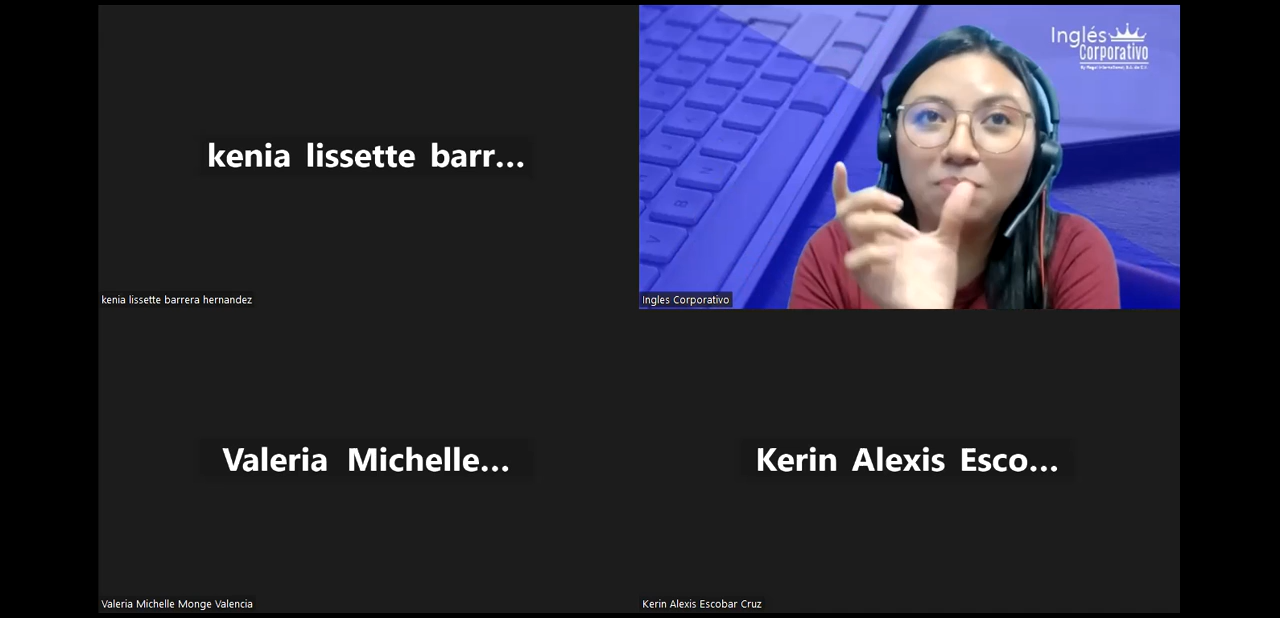 kenia lissette barr...
kenia lissette barrera hernandez
Inglés
Corporativo
Ingles Corporativo
Valeria Michelle...
Valeria Michelle Monge Valencia
Kerin Alexis Esco...
Kerin Alexis Escobar Cruz